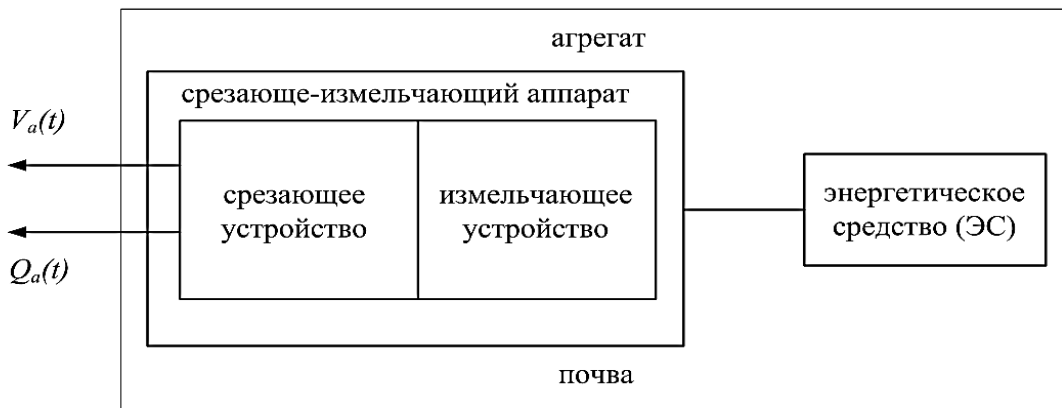 агрегат
срезающе-измельчающий аппарат
Vₐ(t)
срезающее
устройство
измельчающее
устройство
энергетическое
средство (ЭС)
Qₐ(t)
почва